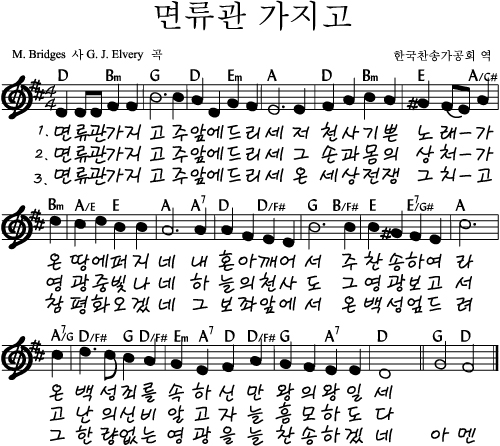 면류관 가지고
M. Bridges 사 G. J. Elvery 곡 한국찬송가공회 역
D Bm G D Em A D Bm E A/C#
1. 면류관가지 고 주앞에드리 세 저 천사기쁜 노래-가
2. 면류관가지 고 주앞에드리 세 그 손과몽의 상처-가
3. 면류관가지 고 주앞에드리 세 온 세상전쟁 그치-고
Bm A/E E A A7 D D/F# G B/F# E E7/G# A
온 땅에퍼지 네 내 혼아깨어 서 주 찬송하여 라
영 광중빛나 네 하 늘의천사 도 그 영광보고 서
창 평화오겠 네 그 보좌앞에 서 온 백성엎드 려
A7/G D/F# G D/F# Em A7 D D/F# G A7 D G D
온 백 성죄를 속 하 신 만 왕 의왕 일 세
고 난 의신비 알 고 자 늘 흠 모하 도 다
그 한 량없는 영 광 을 늘 찬 송하 겠 네 아 멘